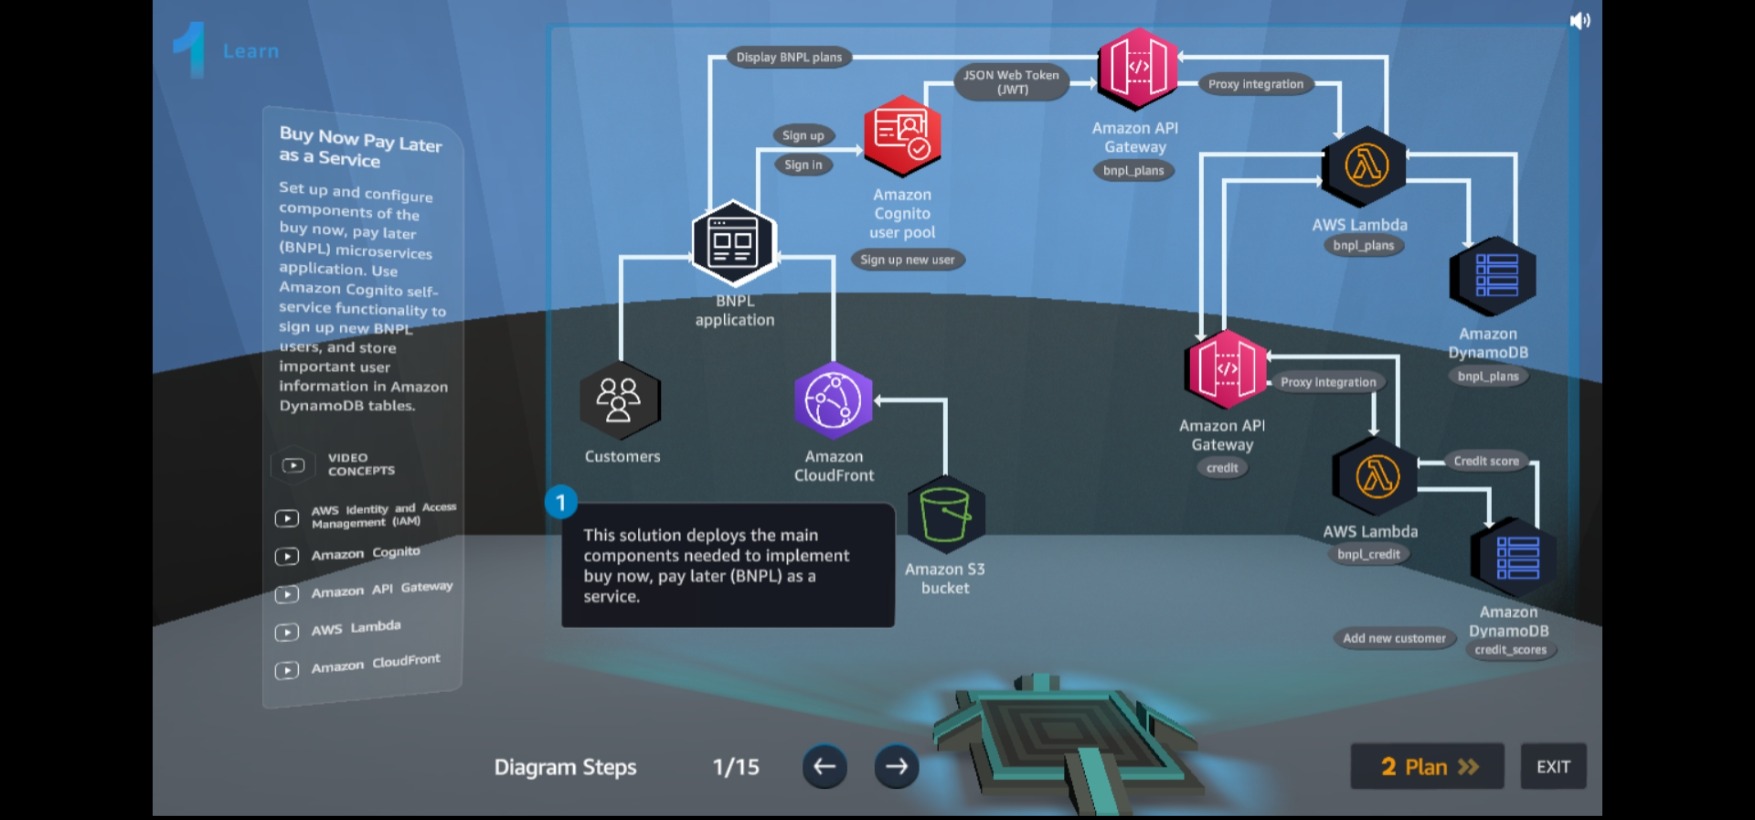 1 Learn
Buy Now Pay Later
as a Service
Set up and configure
components of the
buy now, pay later
(BNPL) microservices
application. Use
Amazon Cognito self-
service functionality to
sign up new BNPL
users, and store
important user
information in Amazon
DynamoDB tables.
VIDEO
CONCEPTS
AWS Identity and Access
Management (IAM)
Amazon Cognito
Amazon API Gateway
AWS Lambda
Amazon CloudFront
Display BNPL plans
JSON Web Token
(JWT)
Proxy integration
Sign up
Sign in
Amazon API
Gateway
bnpl_plans
Amazon
Cognito
user pool
Sign up new user
AWS Lambda
bnpl_plans
BNPL
application
Amazon
DynamoDB
bnpl_plans
Proxy integration
Customers
Amazon
CloudFront
Amazon API
Gateway
credit
Credit score
AWS Lambda
bnpl_credit
Amazon S3
bucket
Amazon
DynamoDB
credit_scores
Add new customer
1
This solution deploys the main
components needed to implement
buy now, pay later (BNPL) as a
service.
Diagram Steps 1/15
2 Plan
EXIT